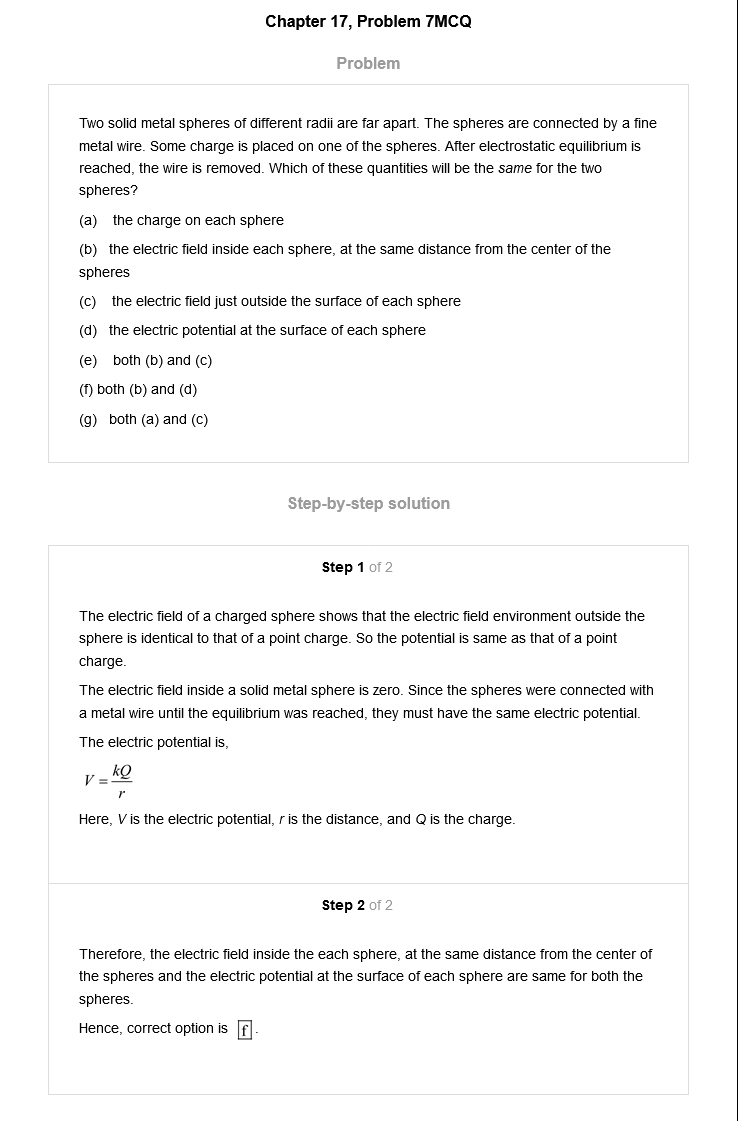 Chapter 17, Problem 7MCQ
Problem
Two solid metal spheres of different radii are far apart. The spheres are connected by a fine
metal wire. Some charge is placed on one of the spheres. After electrostatic equilibrium is
reached, the wire is removed. Which of these quantities will be the same for the two
spheres?
(a) the charge on each sphere
(b) the electric field inside each sphere, at the same distance from the center of the
spheres
(c) the electric field just outside the surface of each sphere
(d) the electric potential at the surface of each sphere
(e) both (b) and (c)
(f) both (b) and (d)
(g) both (a) and (c)
Step-by-step solution
Step 1 of 2
The electric field of a charged sphere shows that the electric field environment outside the
sphere is identical to that of a point charge. So the potential is same as that of a point
charge.
The electric field inside a solid metal sphere is zero. Since the spheres were connected with
a metal wire until the equilibrium was reached, they must have the same electric potential.
The electric potential is,
V = kQ/r
Here, V is the electric potential, r is the distance, and Q is the charge.
Step 2 of 2
Therefore, the electric field inside the each sphere, at the same distance from the center of
the spheres and the electric potential at the surface of each sphere are same for both the
spheres.
Hence, correct option is f.